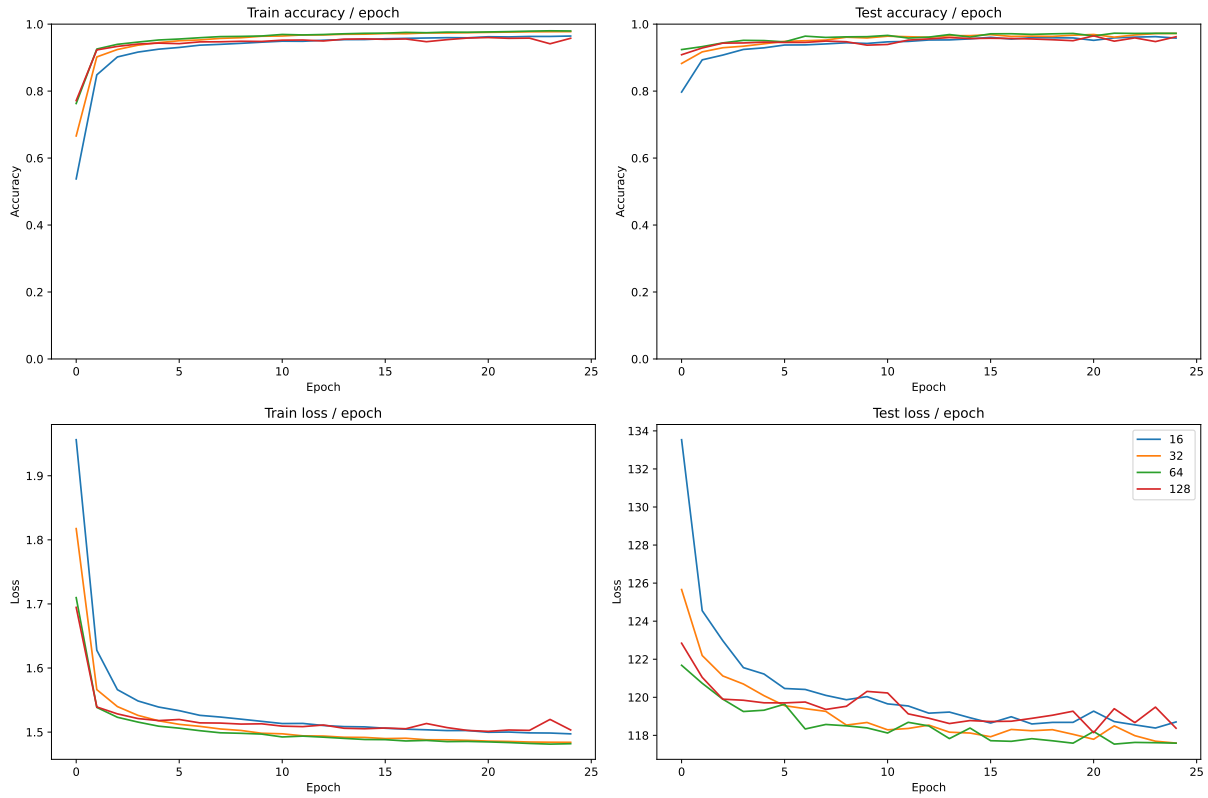 Train accuracy / epoch
1.0
0.8
0.6
0.4
0.2
0.0
Accuracy
0 5 10 15 20 25
Epoch
Test accuracy / epoch
1.0
0.8
0.6
0.4
0.2
0.0
Accuracy
0 5 10 15 20 25
Epoch
Train loss / epoch
1.9
1.8
1.7
1.6
1.5
Loss
0 5 10 15 20 25
Epoch
Test loss / epoch
134
132
130
128
126
124
122
120
118
Loss
0 5 10 15 20 25
Epoch
16
32
64
128